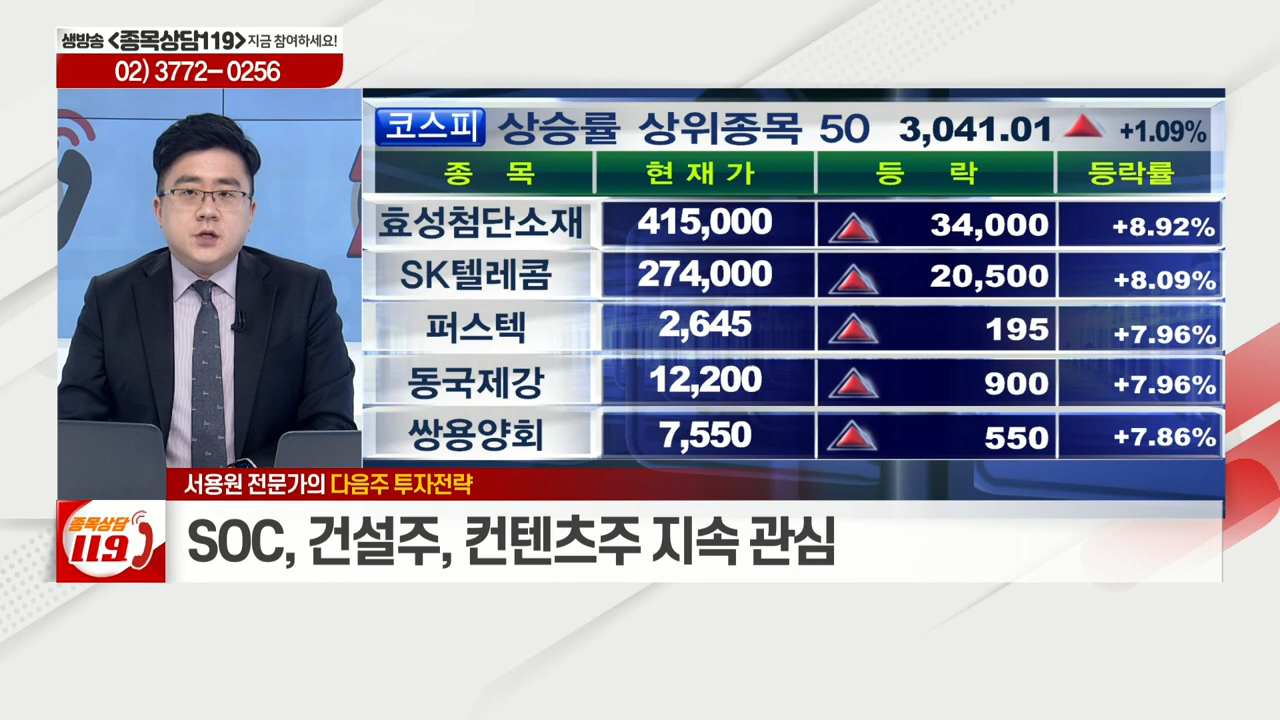 생방송 <종목상담119> 지금 참여하세요!
02) 3772-0256
코스피 상승률 상위종목 50 3,041.01 ▲ +1.09%
종 목 현 재 가 등 락 등락률
효성첨단소재 415,000 ▲ 34,000 +8.92%
SK텔레콤 274,000 ▲ 20,500 +8.09%
퍼스텍 2,645 ▲ 195 +7.96%
동국제강 12,200 ▲ 900 +7.96%
쌍용양회 7,550 ▲ 550 +7.86%
서용원 전문가의 다음주 투자전략
종목상담
119
SOC, 건설주, 컨텐츠주 지속 관심